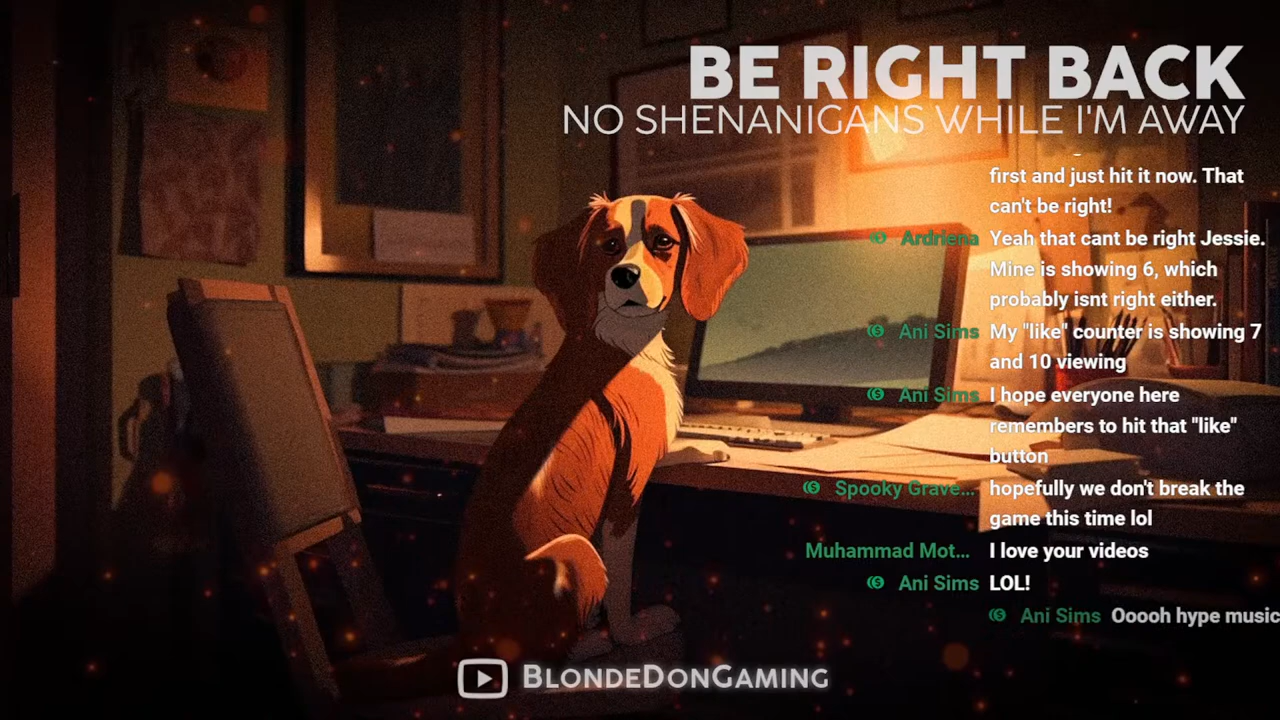 BE RIGHT BACK
NO SHENANIGANS WHILE I'M AWAY
first and just hit it now. That
can't be right!
Ardriena Yeah that cant be right Jessie.
Mine is showing 6, which
probably isnt right either.
Ani Sims My "like" counter is showing 7
and 10 viewing
Ani Sims I hope everyone here
remembers to hit that "like"
button
Spooky Grave... hopefully we don't break the
game this time lol
Muhammad Mot... I love your videos
Ani Sims LOL!
Ani Sims Ooooh hype music
BLONDEDONGAMING